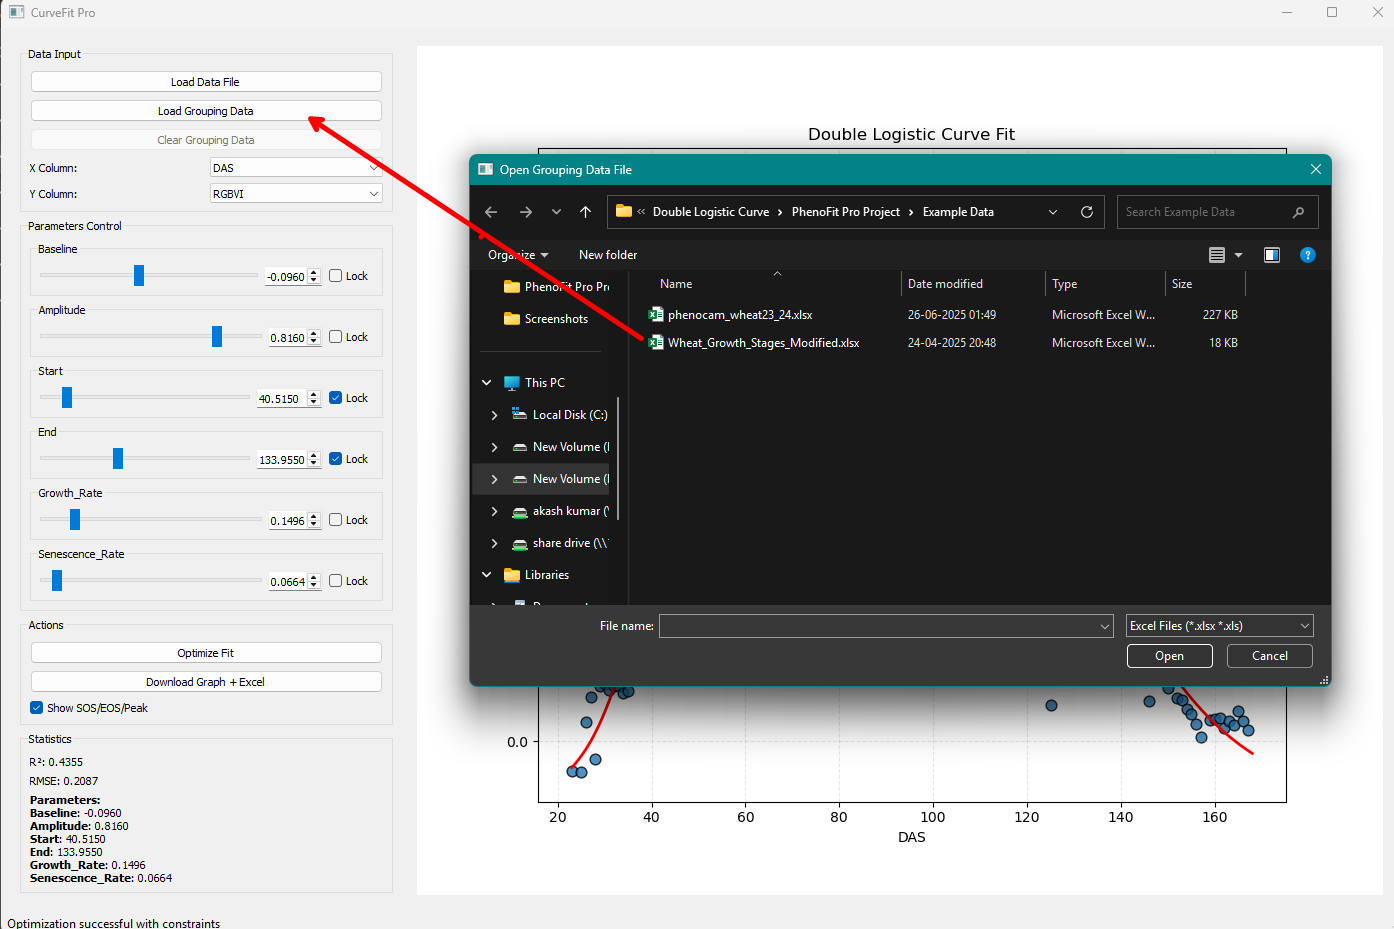 CurveFit Pro
Data Input
Load Data File
Load Grouping Data
Clear Grouping Data
X Column: DAS
Y Column: RGBVI
Parameters Control
Baseline
-0.0960 Lock
Amplitude
0.8160 Lock
Start
40.5150 Lock
End
133.9550 Lock
Growth_Rate
0.1496 Lock
Senescence_Rate
0.0664 Lock
Actions
Optimize Fit
Download Graph + Excel
Show SOS/EOS/Peak
Statistics
R²: 0.4355
RMSE: 0.2087
Parameters:
Baseline: -0.0960
Amplitude: 0.8160
Start: 40.5150
End: 133.9550
Growth_Rate: 0.1496
Senescence_Rate: 0.0664
Optimization successful with constraints
Double Logistic Curve Fit
Open Grouping Data File
« Double Logistic Curve › PhenoFit Pro Project › Example Data
Search Example Data
Organize New folder
Name Date modified Type Size
PhenoFit Pro Pr
Screenshots
phenocam_wheat23_24.xlsx 26-06-2025 01:49 Microsoft Excel W... 227 KB
Wheat_Growth_Stages_Modified.xlsx 24-04-2025 20:48 Microsoft Excel W... 18 KB
This PC
Local Disk (C:)
New Volume (
New Volume (
akash kumar (\
share drive (\\
Libraries
File name: Excel Files (*.xlsx *.xls)
Open Cancel
0.0
20 40 60 80 100 120 140 160
DAS